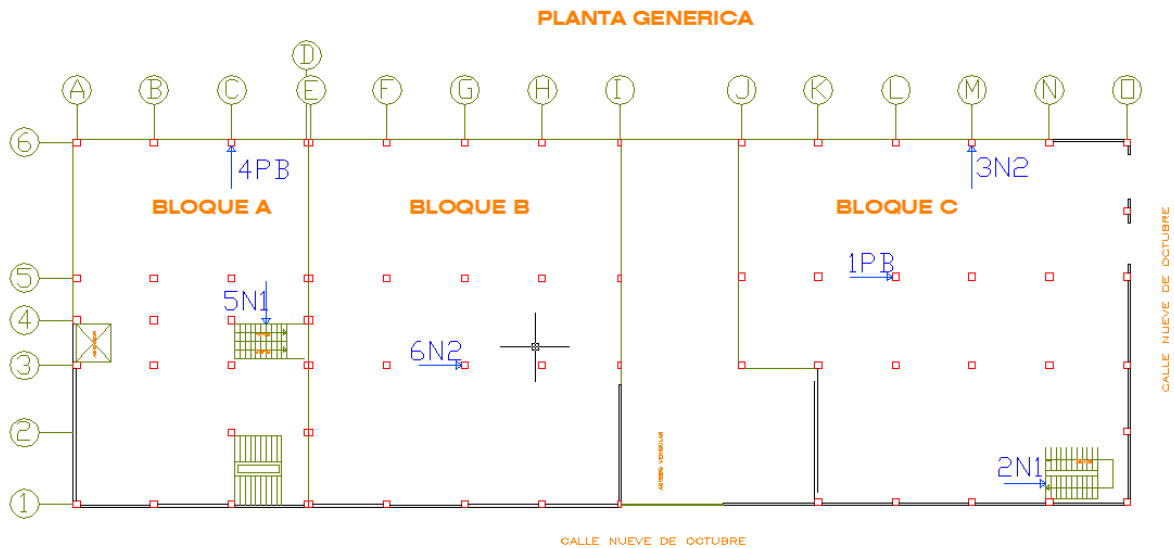 PLANTA GENERICA
D
A B C E F G H I J K L M N O
6
4PB
3N2
BLOQUE A
BLOQUE B
BLOQUE C
CALLE NUEVE DE OCTUBRE
5
1PB
5N1
4
6N2
3
2
2N1
1
CALLE NUEVE DE OCTUBRE